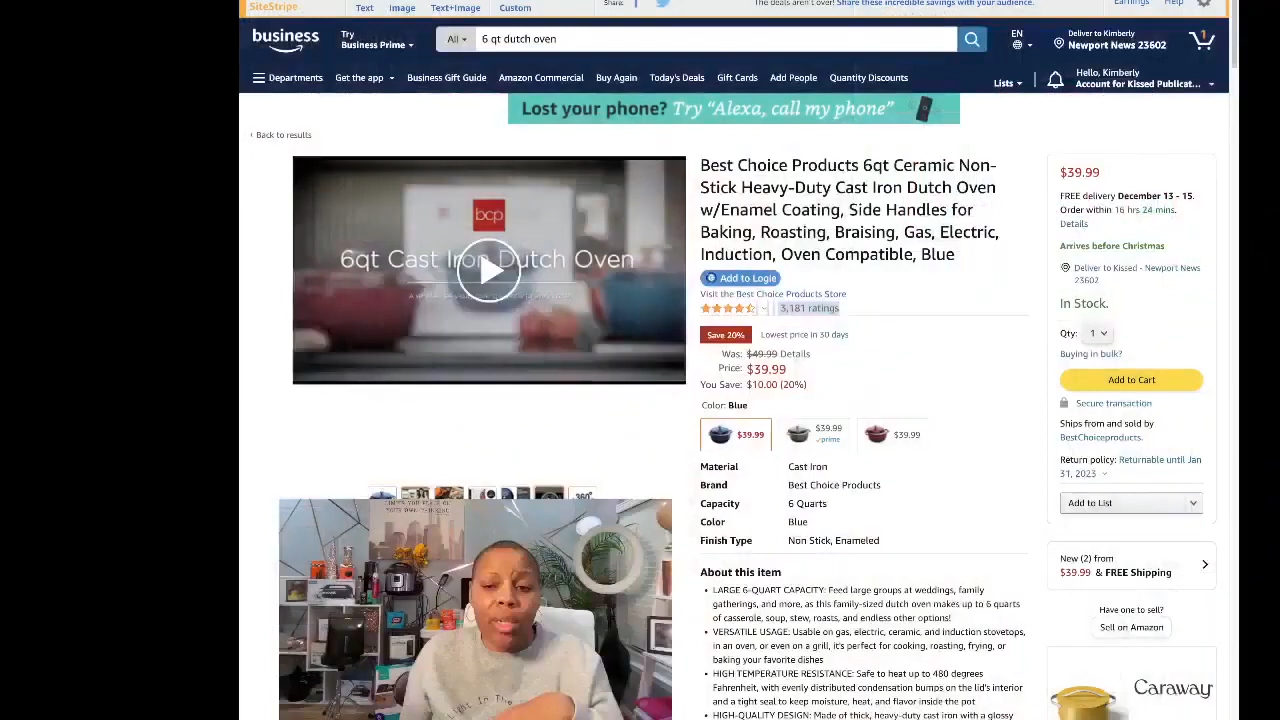 SiteStripe
Text
Image
Text+Image
Custom
Share:
The deals aren't over! Share these incredible savings with your audience.
Earnings
Help
business
Try
Business Prime
All
6 qt dutch oven
EN
Deliver to Kimberly
Newport News 23602
1
Departments
Get the app
Business Gift Guide
Amazon Commercial
Buy Again
Today's Deals
Gift Cards
Add People
Quantity Discounts
Lists
Hello, Kimberly
Account for Kissed Publicat...
Lost your phone? Try "Alexa, call my phone"
‹ Back to results
bcp
6qt Cast Iron Dutch Oven
Best Choice Products 6qt Ceramic Non-
Stick Heavy-Duty Cast Iron Dutch Oven
w/Enamel Coating, Side Handles for
Baking, Roasting, Braising, Gas, Electric,
Induction, Oven Compatible, Blue
Add to Logie
Visit the Best Choice Products Store
3,181 ratings
Save 20%
Lowest price in 30 days
Was: $49.99 Details
Price: $39.99
You Save: $10.00 (20%)
Color: Blue
$39.99
$39.99
prime
$39.99
Material Cast Iron
Brand Best Choice Products
Capacity 6 Quarts
Color Blue
Finish Type Non Stick, Enameled
About this item
• LARGE 6-QUART CAPACITY: Feed large groups at weddings, family
gatherings, and more, as this family-sized dutch oven makes up to 6 quarts
of casserole, soup, stew, roasts, and endless other options!
• VERSATILE USAGE: Usable on gas, electric, ceramic, and induction stovetops,
in an oven, or even on a grill, it's perfect for cooking, roasting, frying, or
baking your favorite dishes
• HIGH TEMPERATURE RESISTANCE: Safe to heat up to 480 degrees
Fahrenheit, with evenly distributed condensation bumps on the lid's interior
and a tight seal to keep moisture, heat, and flavor inside the pot
• HIGH-QUALITY DESIGN: Made of thick, heavy-duty cast iron with a glossy
$39.99
FREE delivery December 13 - 15.
Order within 16 hrs 24 mins.
Details
Arrives before Christmas
Deliver to Kissed - Newport News
23602
In Stock.
Qty: 1
Buying in bulk?
Add to Cart
Secure transaction
Ships from and sold by
BestChoiceproducts.
Return policy: Returnable until Jan
31, 2023
Add to List
New (2) from
$39.99 & FREE Shipping
Have one to sell?
Sell on Amazon
Caraway
360°
YOUR OWN THINKING